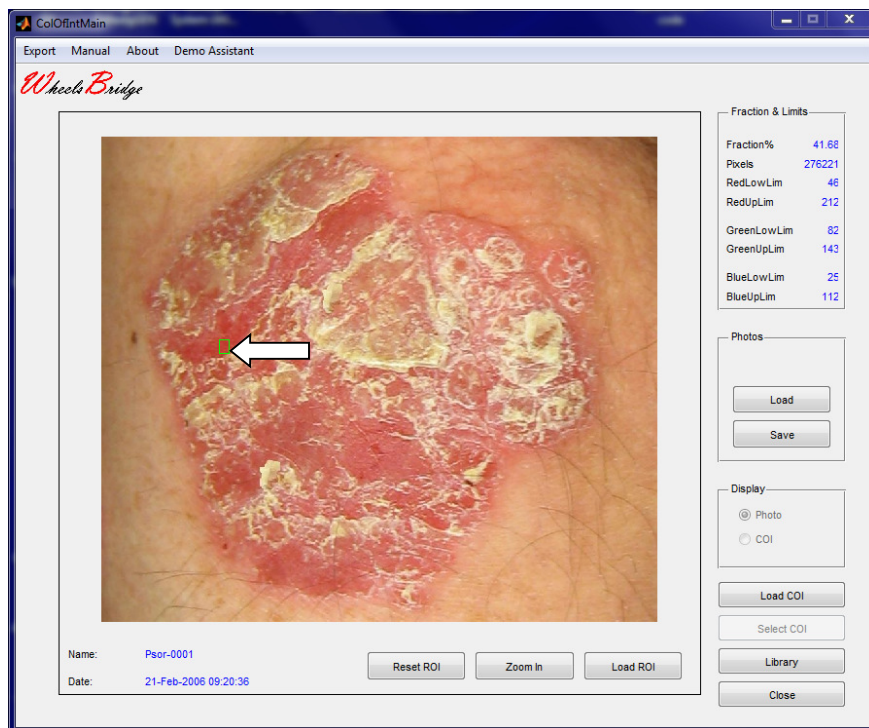 ColOfIntMain
Export Manual About Demo Assistant
WheelsBridge
Fraction & Limits
Fraction% 41.68
Pixels 276221
RedLowLim 46
RedUpLim 212
GreenLowLim 82
GreenUpLim 143
BlueLowLim 25
BlueUpLim 112
Photos
Load
Save
Display
Photo
COI
Load COI
Select COI
Library
Close
Name: Psor-0001
Date: 21-Feb-2006 09:20:36
Reset ROI Zoom In Load ROI